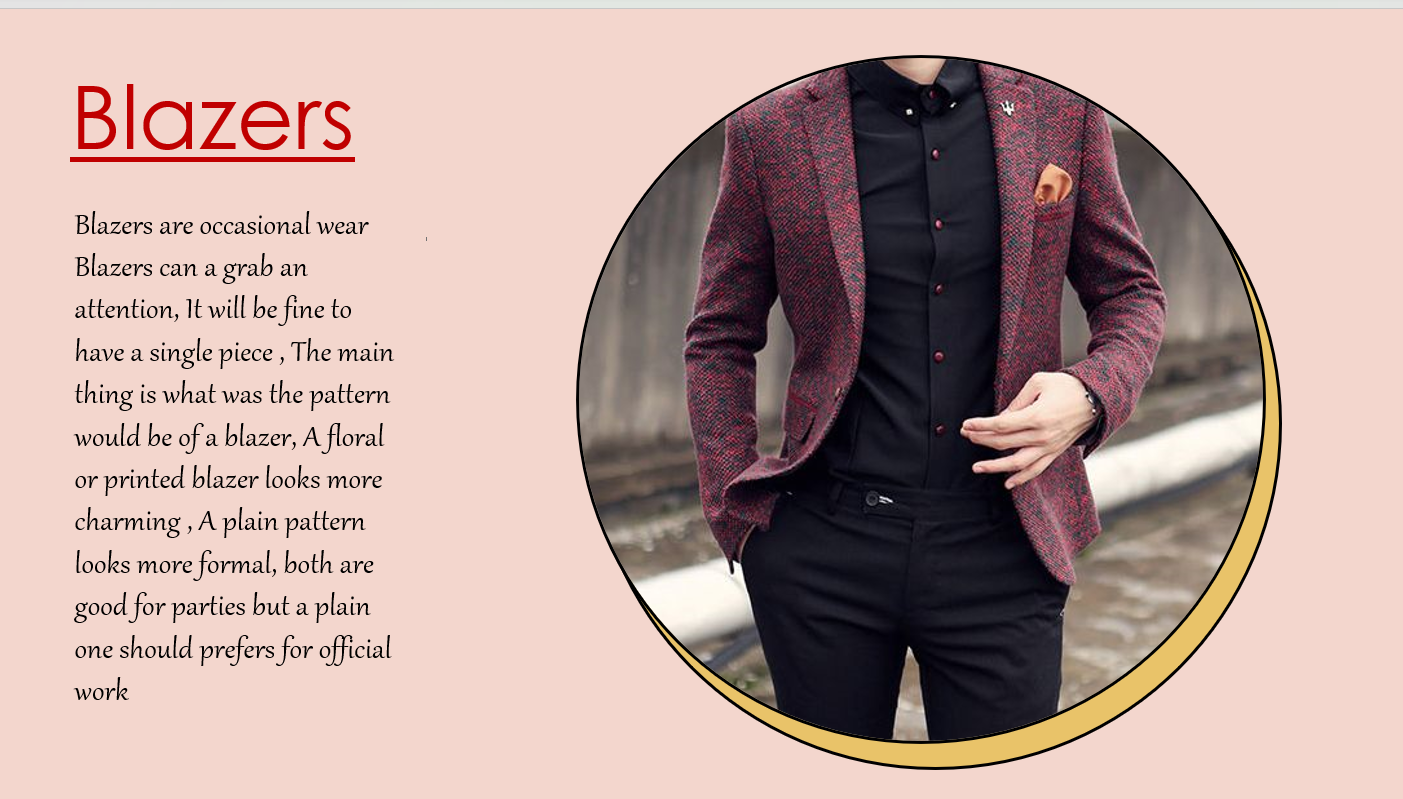 Blazers
Blazers are occasional wear
Blazers can a grab an
attention, It will be fine to
have a single piece , The main
thing is what was the pattern
would be of a blazer, A floral
or printed blazer looks more
charming , A plain pattern
looks more formal, both are
good for parties but a plain
one should prefers for official
work